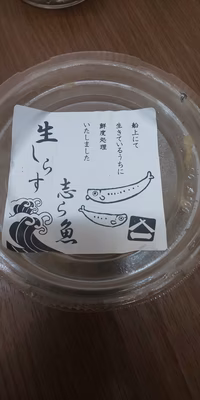 船上にて
生きているうちに
鮮度処理
いたしました
生しらす
志ら魚